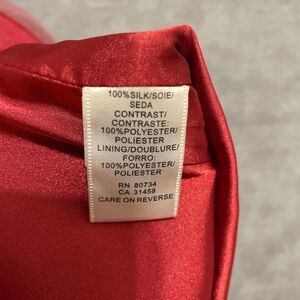 100%SILK/SOIE/
SEDA
CONTRAST/
CONTRASTE:
100%POLYESTER/
POLIESTER
LINING/DOUBLURE/
FORRO:
100%POLYESTER/
POLIESTER
RN 80734
CA 31458
CARE ON REVERSE